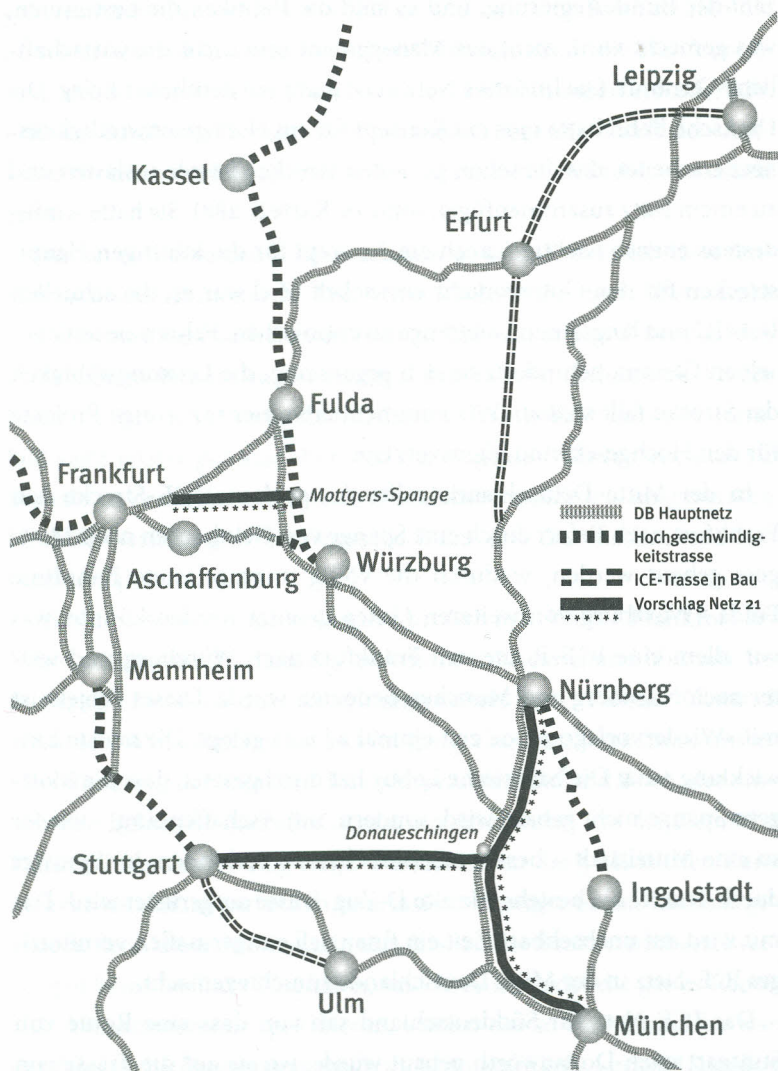 Leipzig
Kassel
Erfurt
Fulda
Frankfurt
Mottgers-Spange
DB Hauptnetz
Hochgeschwindig-
keitstrasse
ICE-Trasse in Bau
Vorschlag Netz 21
Würzburg
Aschaffenburg
Mannheim
Nürnberg
Donaueschingen
Stuttgart
Ingolstadt
Ulm
München